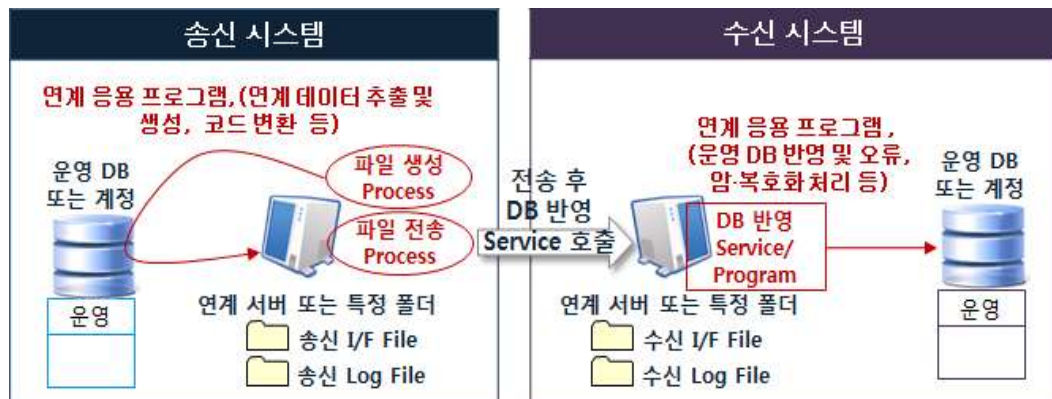 송신 시스템
연계 응용 프로그램, (연계 데이터 추출 및
생성, 코드 변환 등)
운영 DB
또는 계정
파일 생성
Process
파일 전송
Process
운영
연계 서버 또는 특정 폴더
송신 I/F File
송신 Log File
전송 후
DB 반영
Service 호출
수신 시스템
연계 응용 프로그램,
(운영 DB 반영 및 오류,
암·복호화 처리 등)
DB 반영
Service/
Program
운영 DB
또는 계정
운영
연계 서버 또는 특정 폴더
수신 I/F File
수신 Log File